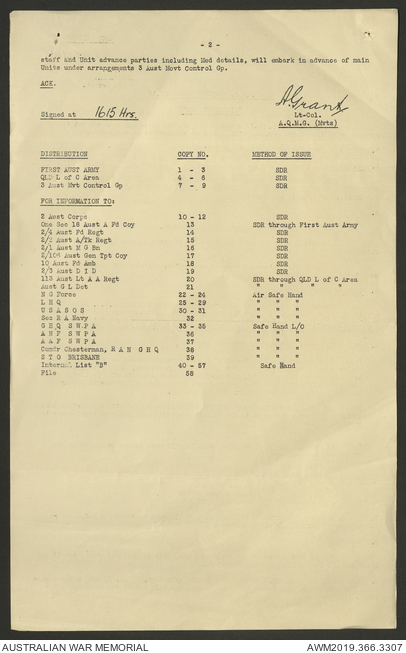 - 2 -
staff and Unit advance parties including Med details, will embark in advance of main
Units under arrangements 3 Aust Movt Control Gp.
ACK.
Signed at 1615 Hrs.
A Grant
Lt-Col.
A.Q.M.G. (Mvts)
DISTRIBUTION COPY NO. METHOD OF ISSUE
FIRST AUST ARMY 1 - 3 SDR
QLD L of C Area 4 - 6 SDR
3 Aust Mvt Control Gp 7 - 9 SDR
FOR INFORMATION TO:
2 Aust Corps 10 - 12 SDR
One Sec 18 Aust A Fd Coy 13 SDR through First Aust Army
2/4 Aust Fd Regt 14 SDR
2/2 Aust A/Tk Regt 15 SDR
2/1 Aust M G Bn 16 SDR
2/106 Aust Gen Tpt Coy 17 SDR
10 Aust Fd Amb 18 SDR
2/3 Aust D I D 19 SDR
113 Aust Lt A A Regt 20 SDR through QLD L of C Area
Aust G L Det 21 " " " "
N G Force 22 - 24 Air Safe Hand
L H Q 25 - 29 " " "
U S A S O S 30 - 31 " " "
Sec R A Navy 32 " " "
G H Q S W P A 33 - 35 Safe Hand L/O
A W F S W P A 36 " " "
A A F S W P A 37 " " "
Comdr Chesterman, R A N G H Q 38 " " "
S T O BRISBANE 39 " " "
Internal List "B" 40 - 57 Safe Hand
File 58
AUSTRALIAN WAR MEMORIAL AWM2019.366.3307